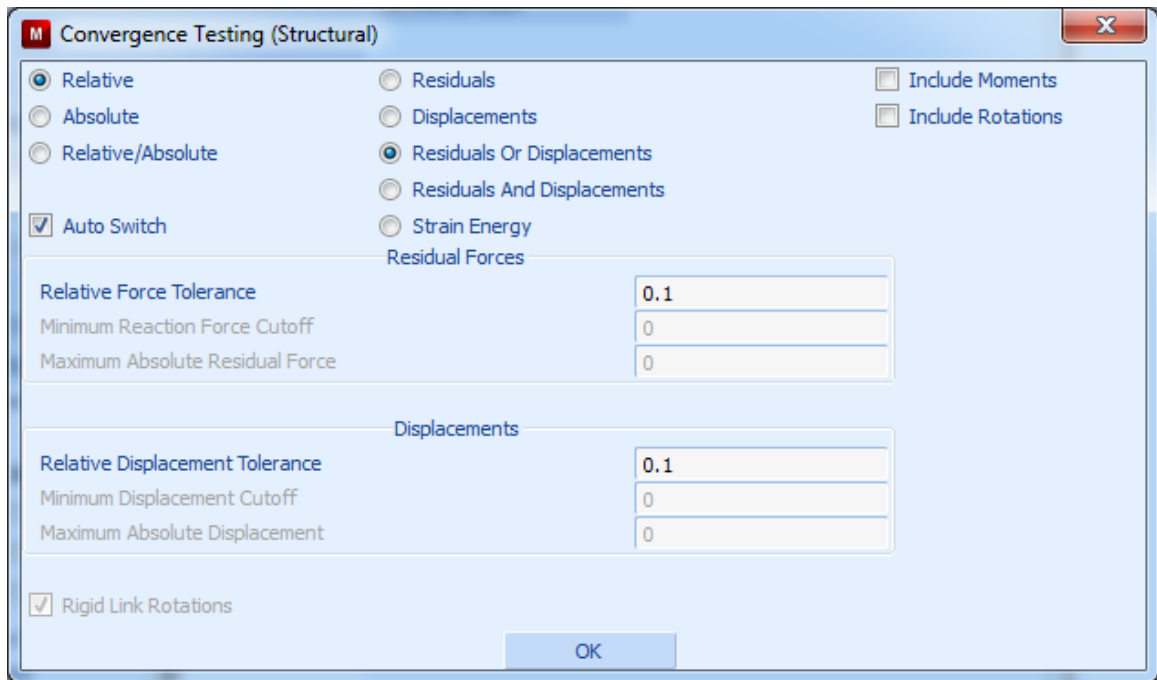 M Convergence Testing (Structural) X
Relative Residuals Include Moments
Absolute Displacements Include Rotations
Relative/Absolute Residuals Or Displacements
Residuals And Displacements
Auto Switch Strain Energy
Residual Forces
Relative Force Tolerance 0.1
Minimum Reaction Force Cutoff 0
Maximum Absolute Residual Force 0
Displacements
Relative Displacement Tolerance 0.1
Minimum Displacement Cutoff 0
Maximum Absolute Displacement 0
Rigid Link Rotations
OK